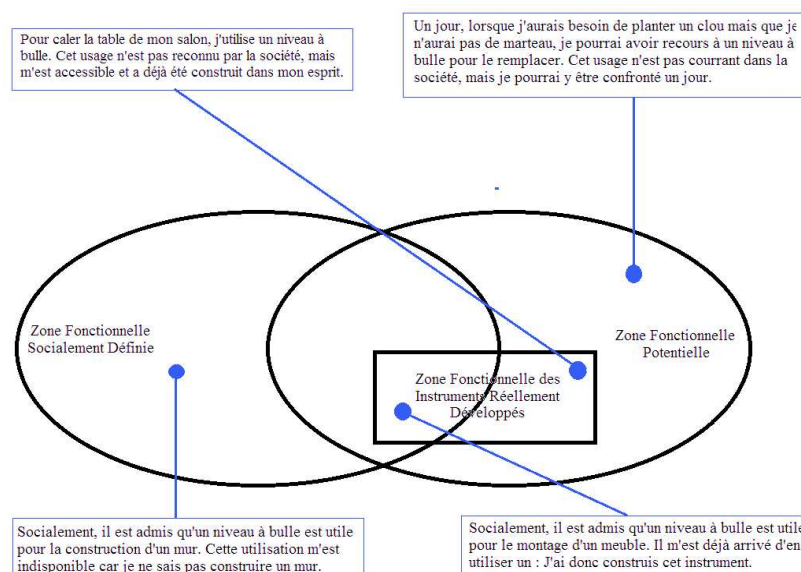 Pour caler la table de mon salon, j'utilise un niveau à
bulle. Cet usage n'est pas reconnu par la société, mais
m'est accessible et a déjà été construit dans mon esprit.
Un jour, lorsque j'aurais besoin de planter un clou mais que je
n'aurai pas de marteau, je pourrai avoir recours à un niveau à
bulle pour le remplacer. Cet usage n'est pas courrant dans la
société, mais je pourrai y être confronté un jour.
Zone Fonctionnelle
Socialement Définie
Zone Fonctionnelle
Potentielle
Zone Fonctionnelle des
Instruments Réellement
Développés
Socialement, il est admis qu'un niveau à bulle est utile
pour la construction d'un mur. Cette utilisation m'est
indisponible car je ne sais pas construire un mur.
Socialement, il est admis qu'un niveau à bulle est utile
pour le montage d'un meuble. Il m'est déjà arrivé d'en
utiliser un : J'ai donc construis cet instrument.